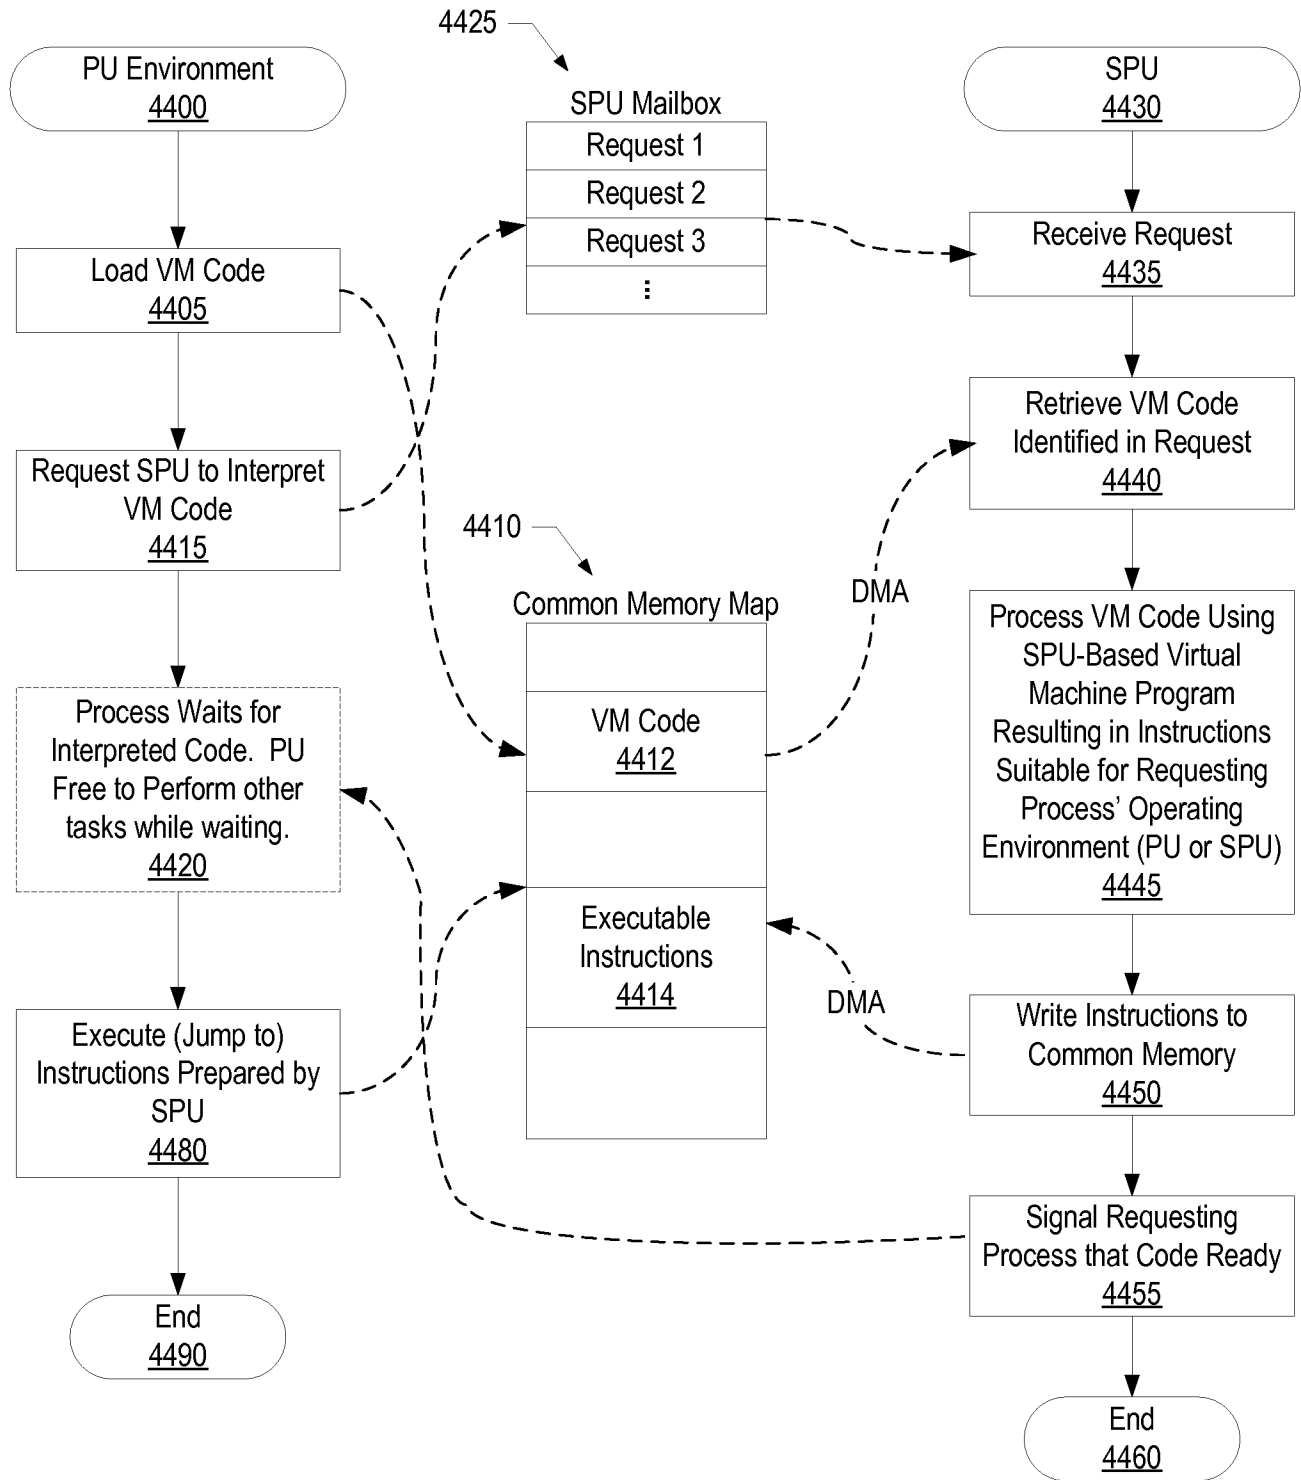 4425
PU Environment
4400
Load VM Code
4405
Request SPU to Interpret
VM Code
4415
Process Waits for
Interpreted Code. PU
Free to Perform other
tasks while waiting.
4420
Execute (Jump to)
Instructions Prepared by
SPU
4480
End
4490
SPU Mailbox
Request 1
Request 2
Request 3
...
4410
Common Memory Map
VM Code
4412
Executable
Instructions
4414
DMA
DMA
SPU
4430
Receive Request
4435
Retrieve VM Code
Identified in Request
4440
Process VM Code Using
SPU-Based Virtual
Machine Program
Resulting in Instructions
Suitable for Requesting
Process’ Operating
Environment (PU or SPU)
4445
Write Instructions to
Common Memory
4450
Signal Requesting
Process that Code Ready
4455
End
4460